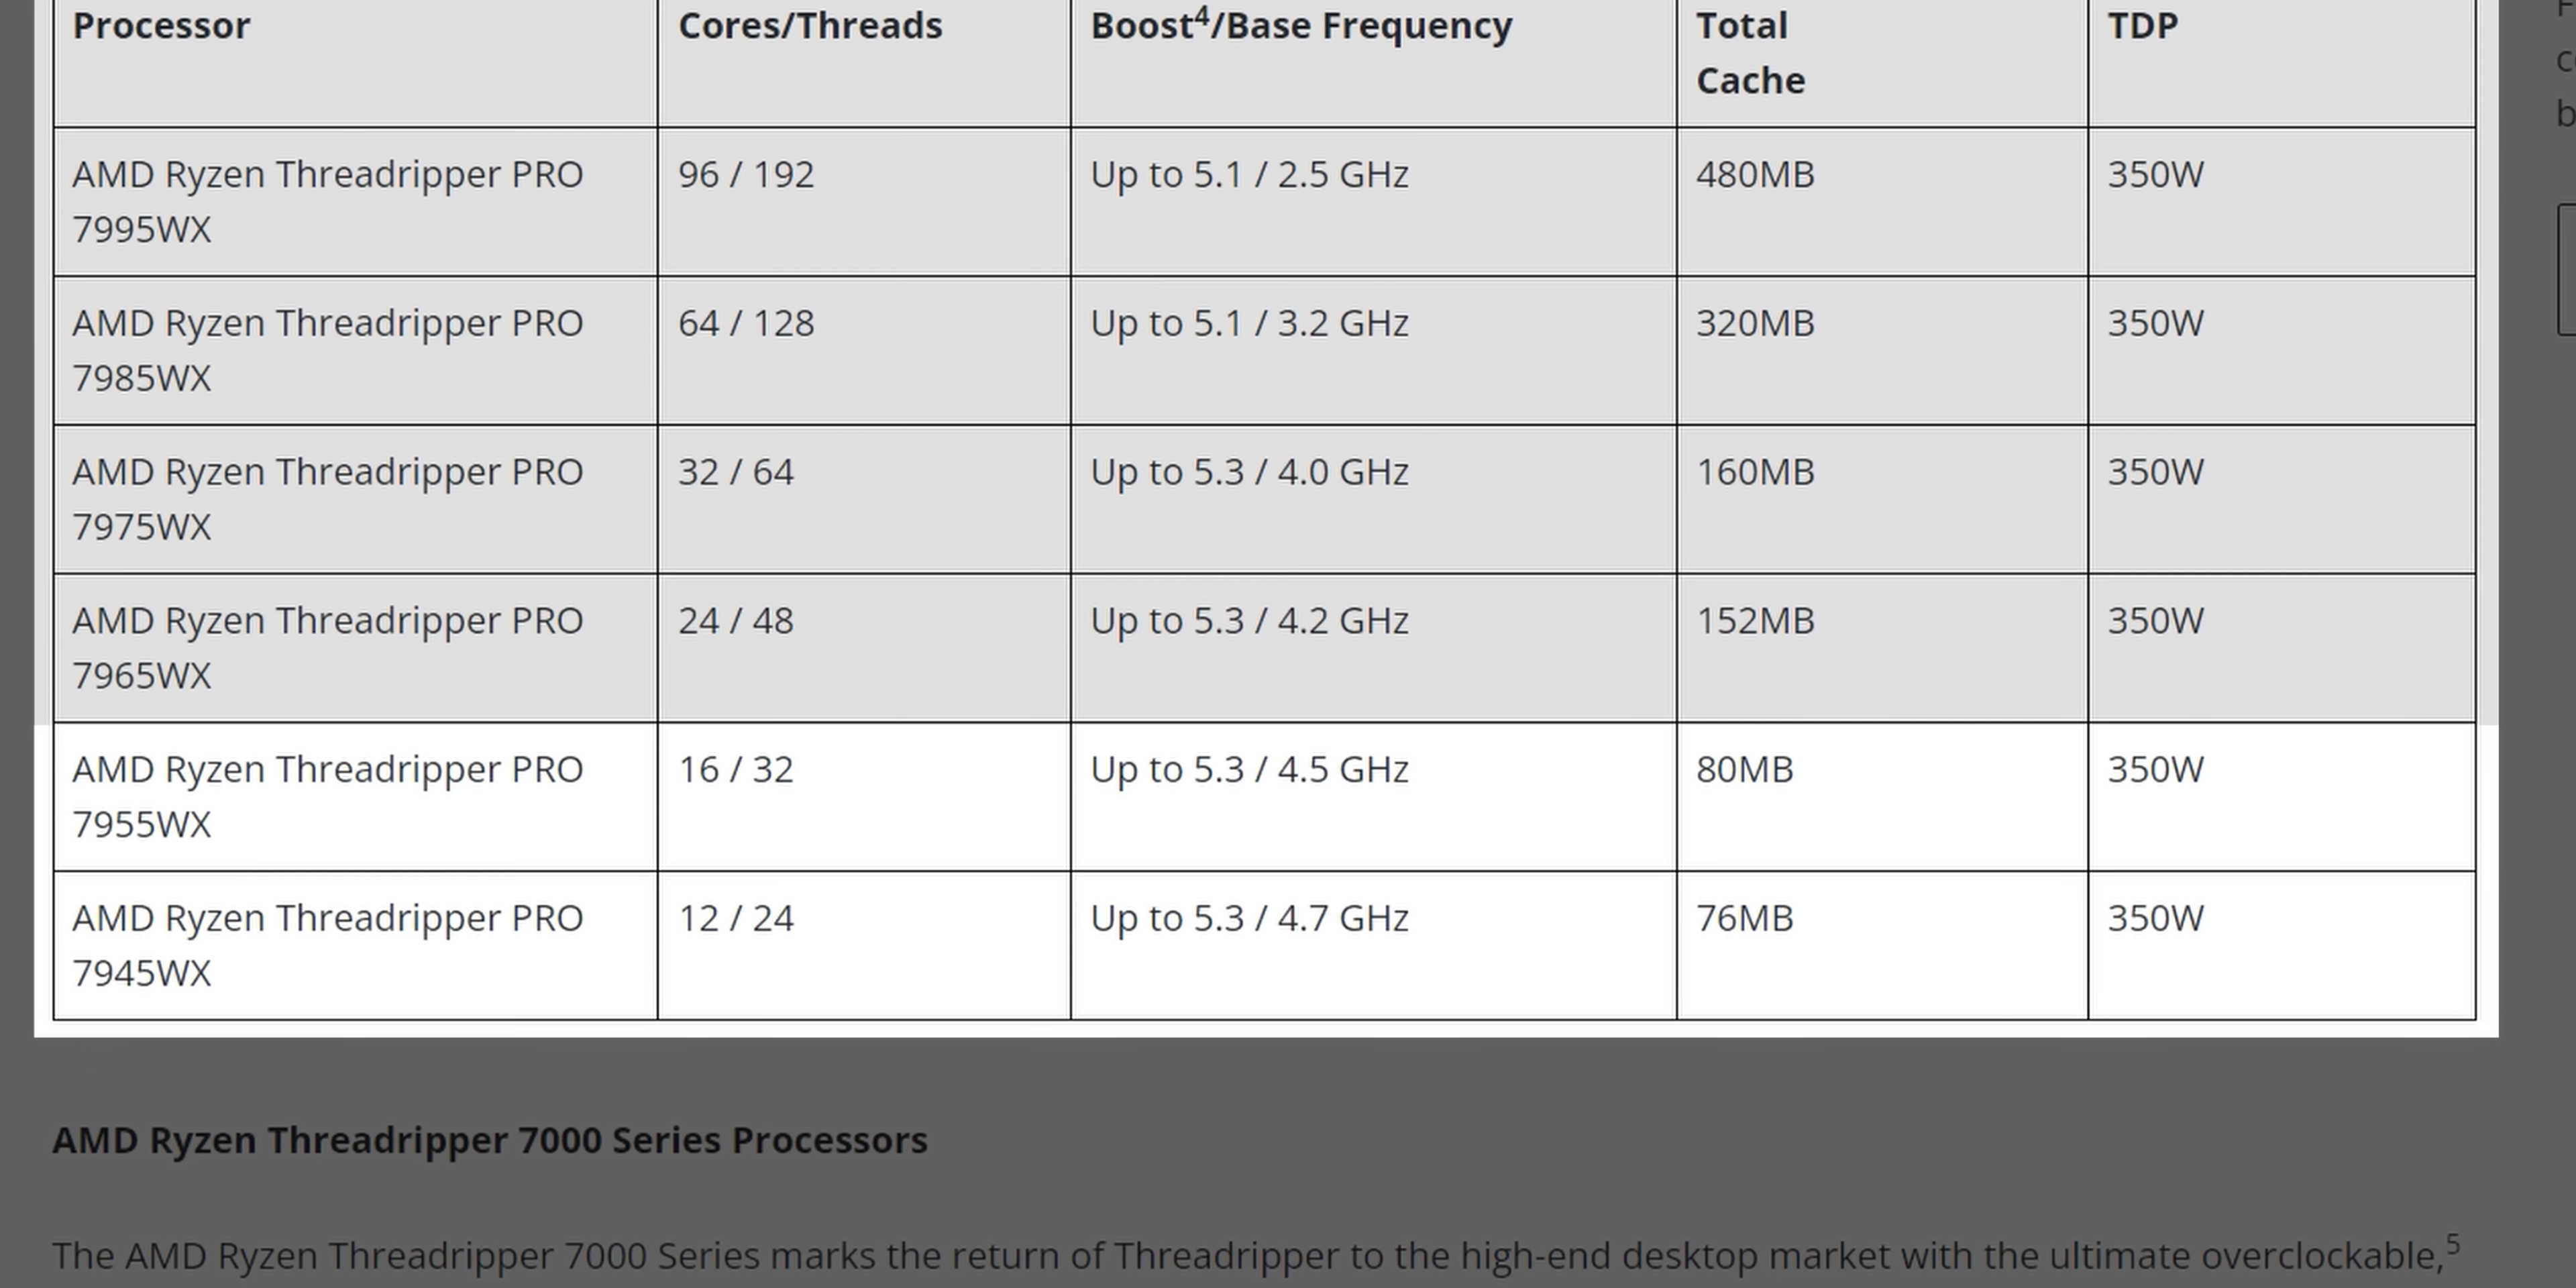 Processor Cores/Threads Boost⁴/Base Frequency Total TDP
Cache
AMD Ryzen Threadripper PRO 96 / 192 Up to 5.1 / 2.5 GHz 480MB 350W
7995WX
AMD Ryzen Threadripper PRO 64 / 128 Up to 5.1 / 3.2 GHz 320MB 350W
7985WX
AMD Ryzen Threadripper PRO 32 / 64 Up to 5.3 / 4.0 GHz 160MB 350W
7975WX
AMD Ryzen Threadripper PRO 24 / 48 Up to 5.3 / 4.2 GHz 152MB 350W
7965WX
AMD Ryzen Threadripper PRO 16 / 32 Up to 5.3 / 4.5 GHz 80MB 350W
7955WX
AMD Ryzen Threadripper PRO 12 / 24 Up to 5.3 / 4.7 GHz 76MB 350W
7945WX
AMD Ryzen Threadripper 7000 Series Processors
The AMD Ryzen Threadripper 7000 Series marks the return of Threadripper to the high-end desktop market with the ultimate overclockable,⁵